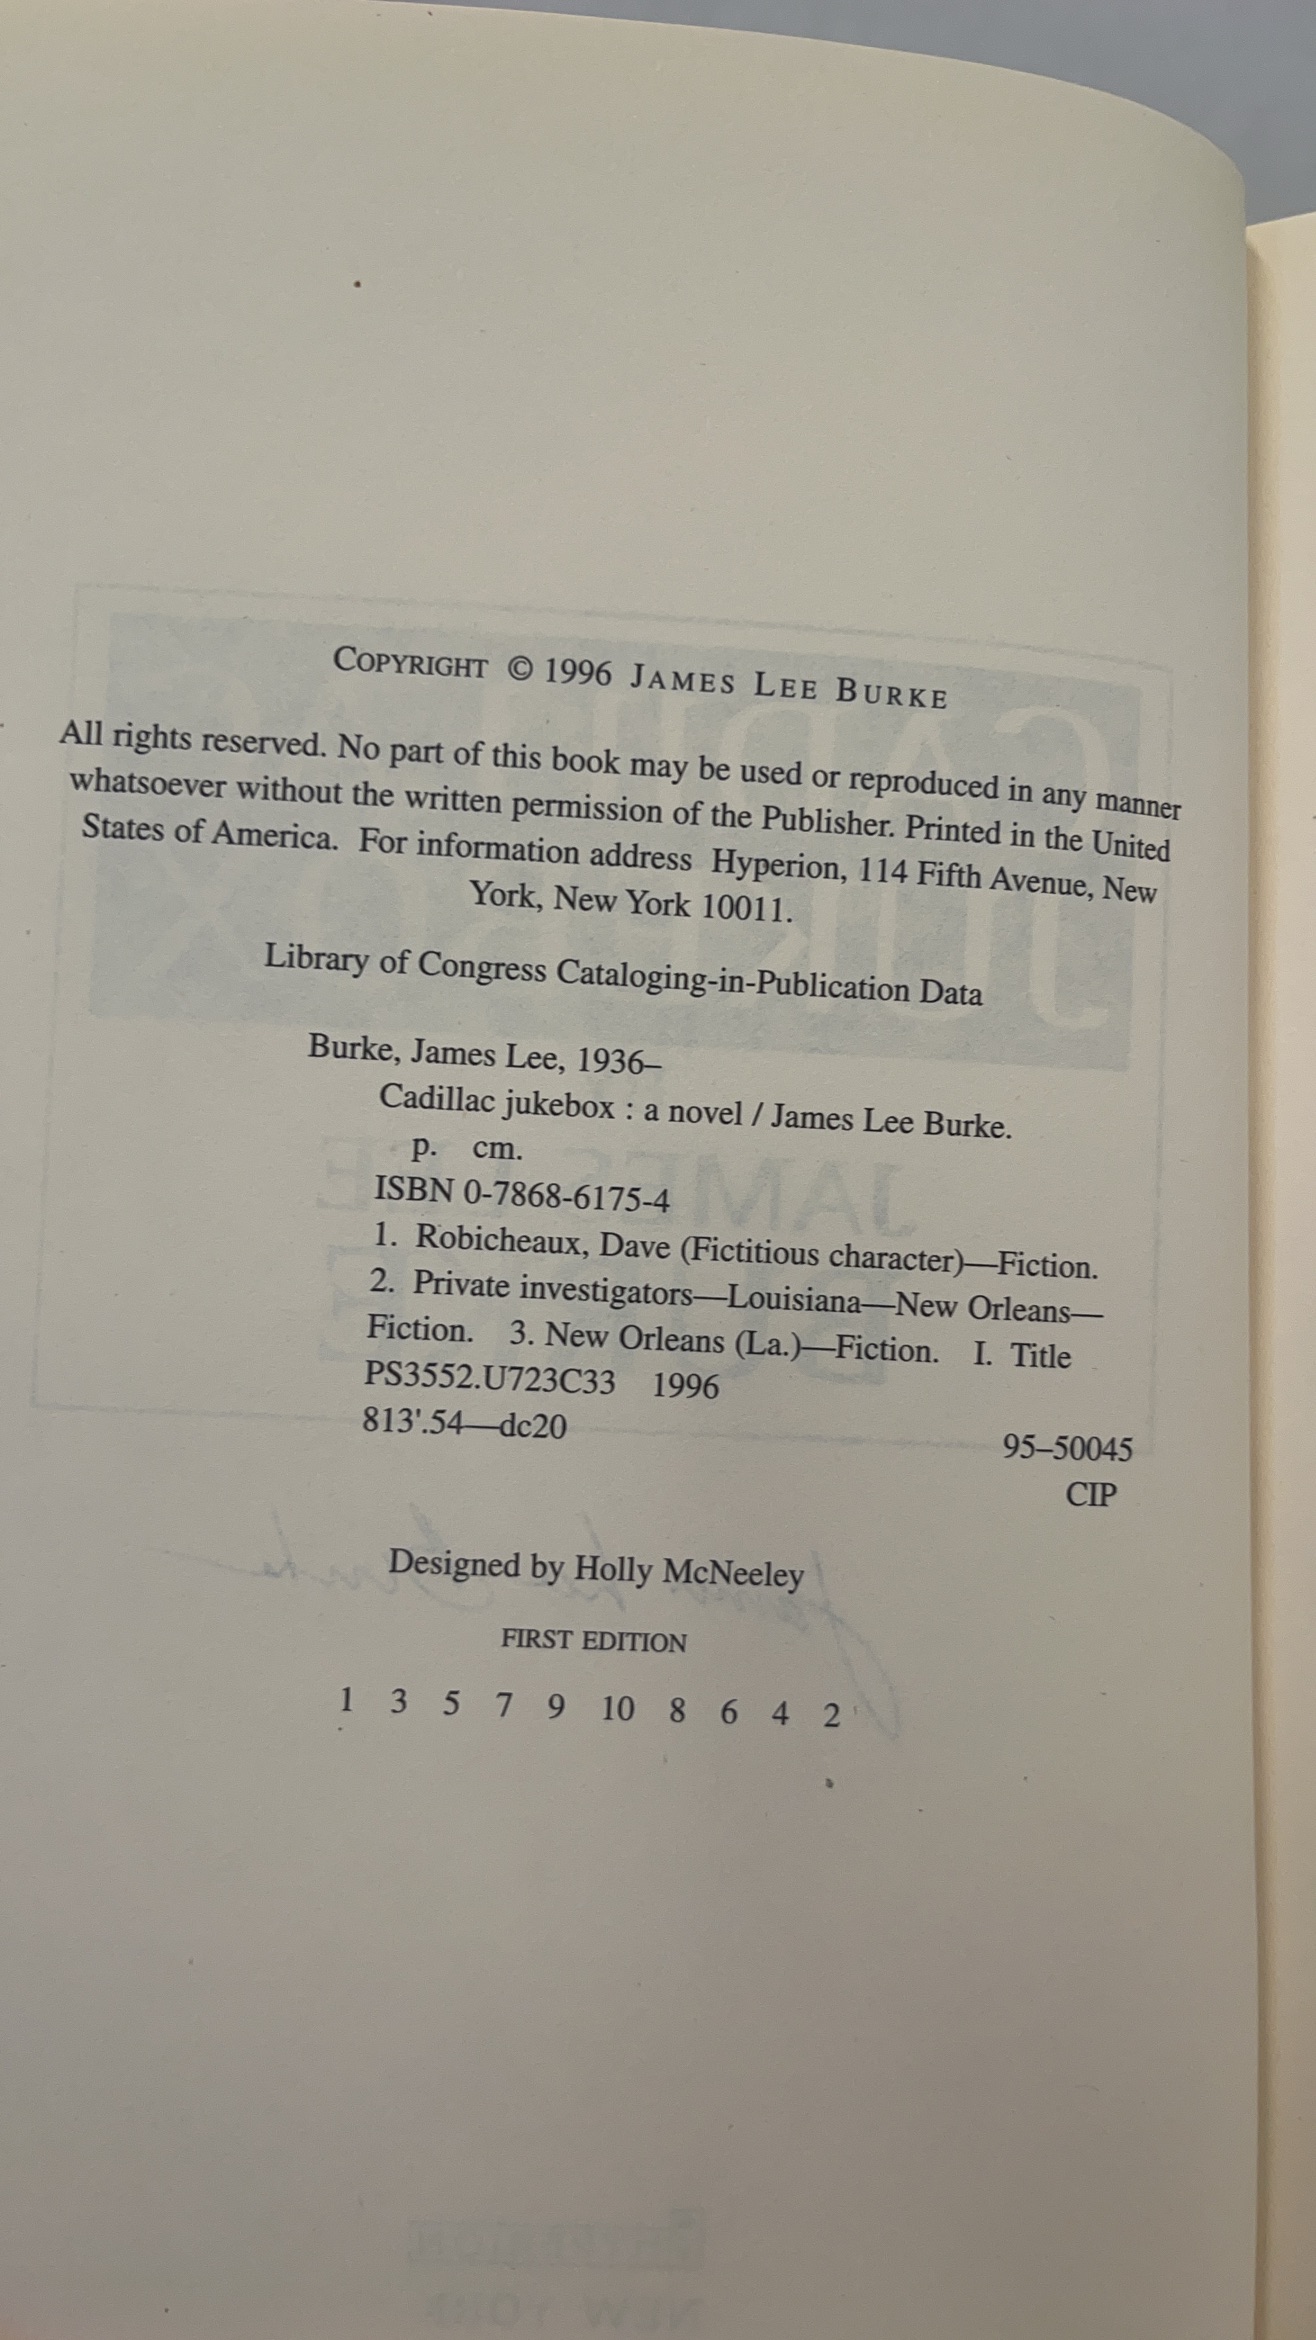 COPYRIGHT © 1996 JAMES LEE BURKE
All rights reserved. No part of this book may be used or reproduced in any manner
whatsoever without the written permission of the Publisher. Printed in the United
States of America. For information address Hyperion, 114 Fifth Avenue, New
York, New York 10011.
Library of Congress Cataloging-in-Publication Data
Burke, James Lee, 1936–
Cadillac jukebox : a novel / James Lee Burke.
p. cm.
ISBN 0-7868-6175-4
1. Robicheaux, Dave (Fictitious character)—Fiction.
2. Private investigators—Louisiana—New Orleans—
Fiction. 3. New Orleans (La.)—Fiction. I. Title
PS3552.U723C33 1996
813'.54—dc20
95–50045
CIP
Designed by Holly McNeeley
FIRST EDITION
1 3 5 7 9 10 8 6 4 2